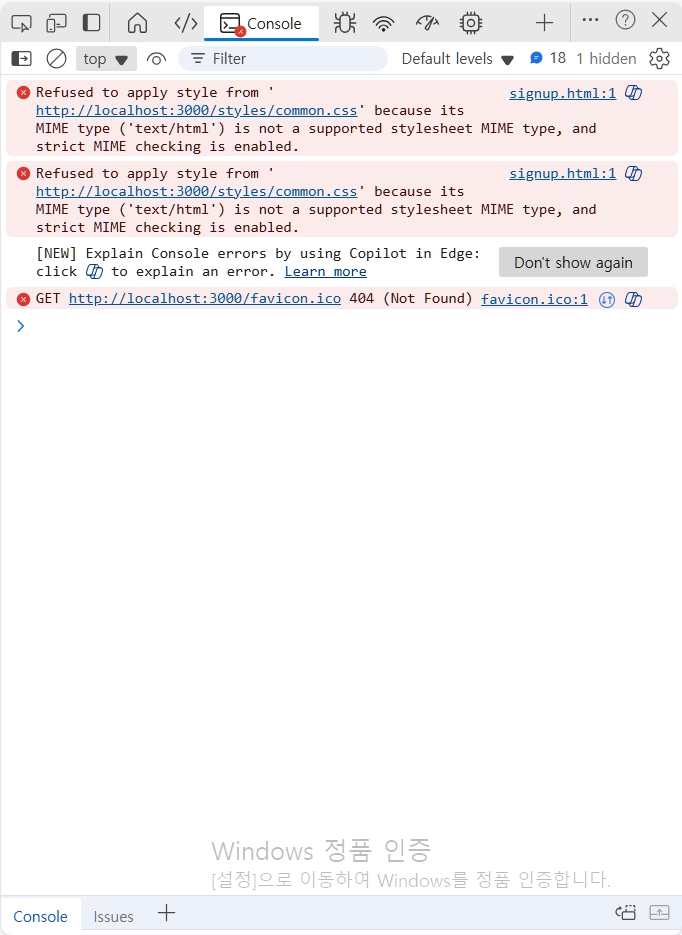 Console
top
Filter
Default levels
18
1 hidden
Refused to apply style from '
signup.html:1
http://localhost:3000/styles/common.css' because its
MIME type ('text/html') is not a supported stylesheet MIME type, and
strict MIME checking is enabled.
Refused to apply style from '
signup.html:1
http://localhost:3000/styles/common.css' because its
MIME type ('text/html') is not a supported stylesheet MIME type, and
strict MIME checking is enabled.
[NEW] Explain Console errors by using Copilot in Edge:
click to explain an error. Learn more
Don't show again
GET http://localhost:3000/favicon.ico 404 (Not Found) favicon.ico:1
Windows 정품 인증
[설정]으로 이동하여 Windows를 정품 인증합니다.
Console
Issues